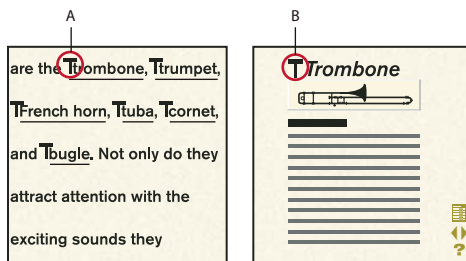 A
B
are the Ttrombone, Ttrumpet,
TFrench horn, Ttuba, Tcornet,
and Tbugle. Not only do they
attract attention with the
exciting sounds they
TTrombone
?